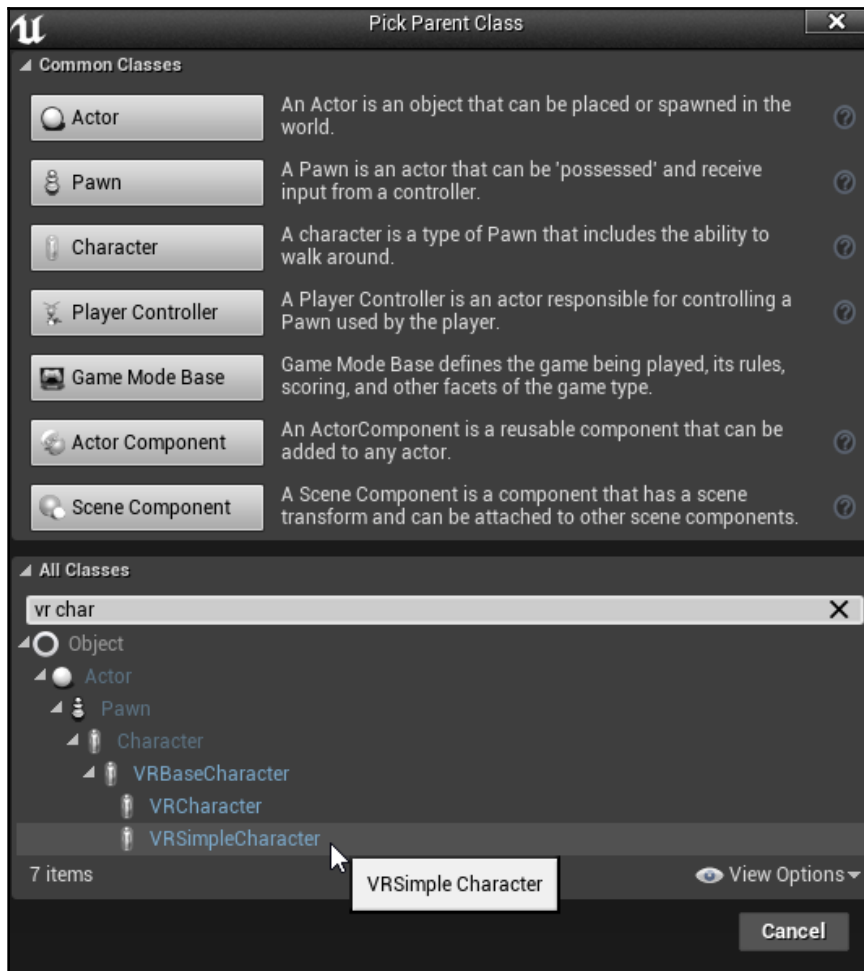 Pick Parent Class
Common Classes
Actor
An Actor is an object that can be placed or spawned in the
world.
Pawn
A Pawn is an actor that can be 'possessed' and receive
input from a controller.
Character
A character is a type of Pawn that includes the ability to
walk around.
Player Controller
A Player Controller is an actor responsible for controlling a
Pawn used by the player.
Game Mode Base
Game Mode Base defines the game being played, its rules,
scoring, and other facets of the game type.
Actor Component
An ActorComponent is a reusable component that can be
added to any actor.
Scene Component
A Scene Component is a component that has a scene
transform and can be attached to other scene components.
All Classes
vr char
Object
Actor
Pawn
Character
VRBaseCharacter
VRCharacter
VRSimpleCharacter
7 items
VRSimple Character
View Options
Cancel